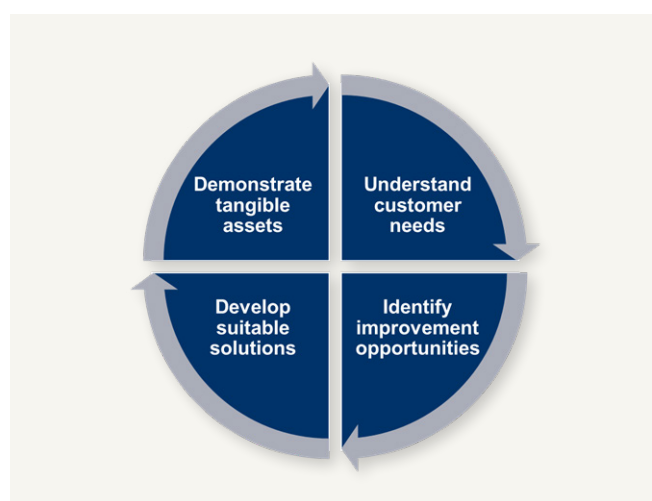 Demonstrate
tangible
assets
Understand
customer
needs
Develop
suitable
solutions
Identify
improvement
opportunities